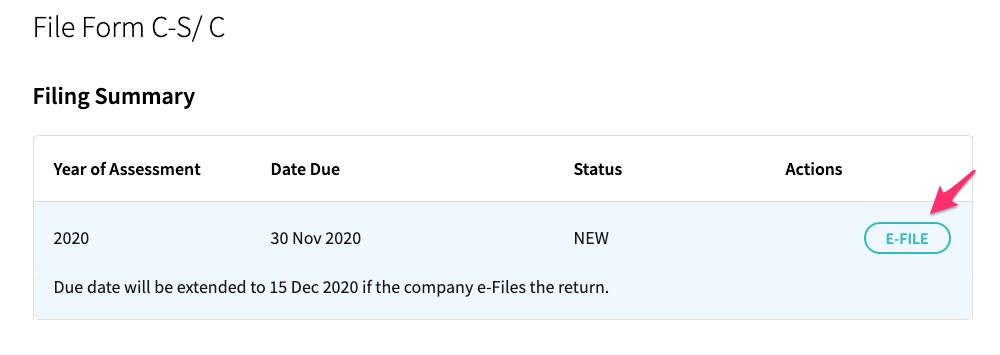 File Form C-S/ C
Filing Summary
Year of Assessment Date Due Status Actions
2020 30 Nov 2020 NEW E-FILE
Due date will be extended to 15 Dec 2020 if the company e-Files the return.